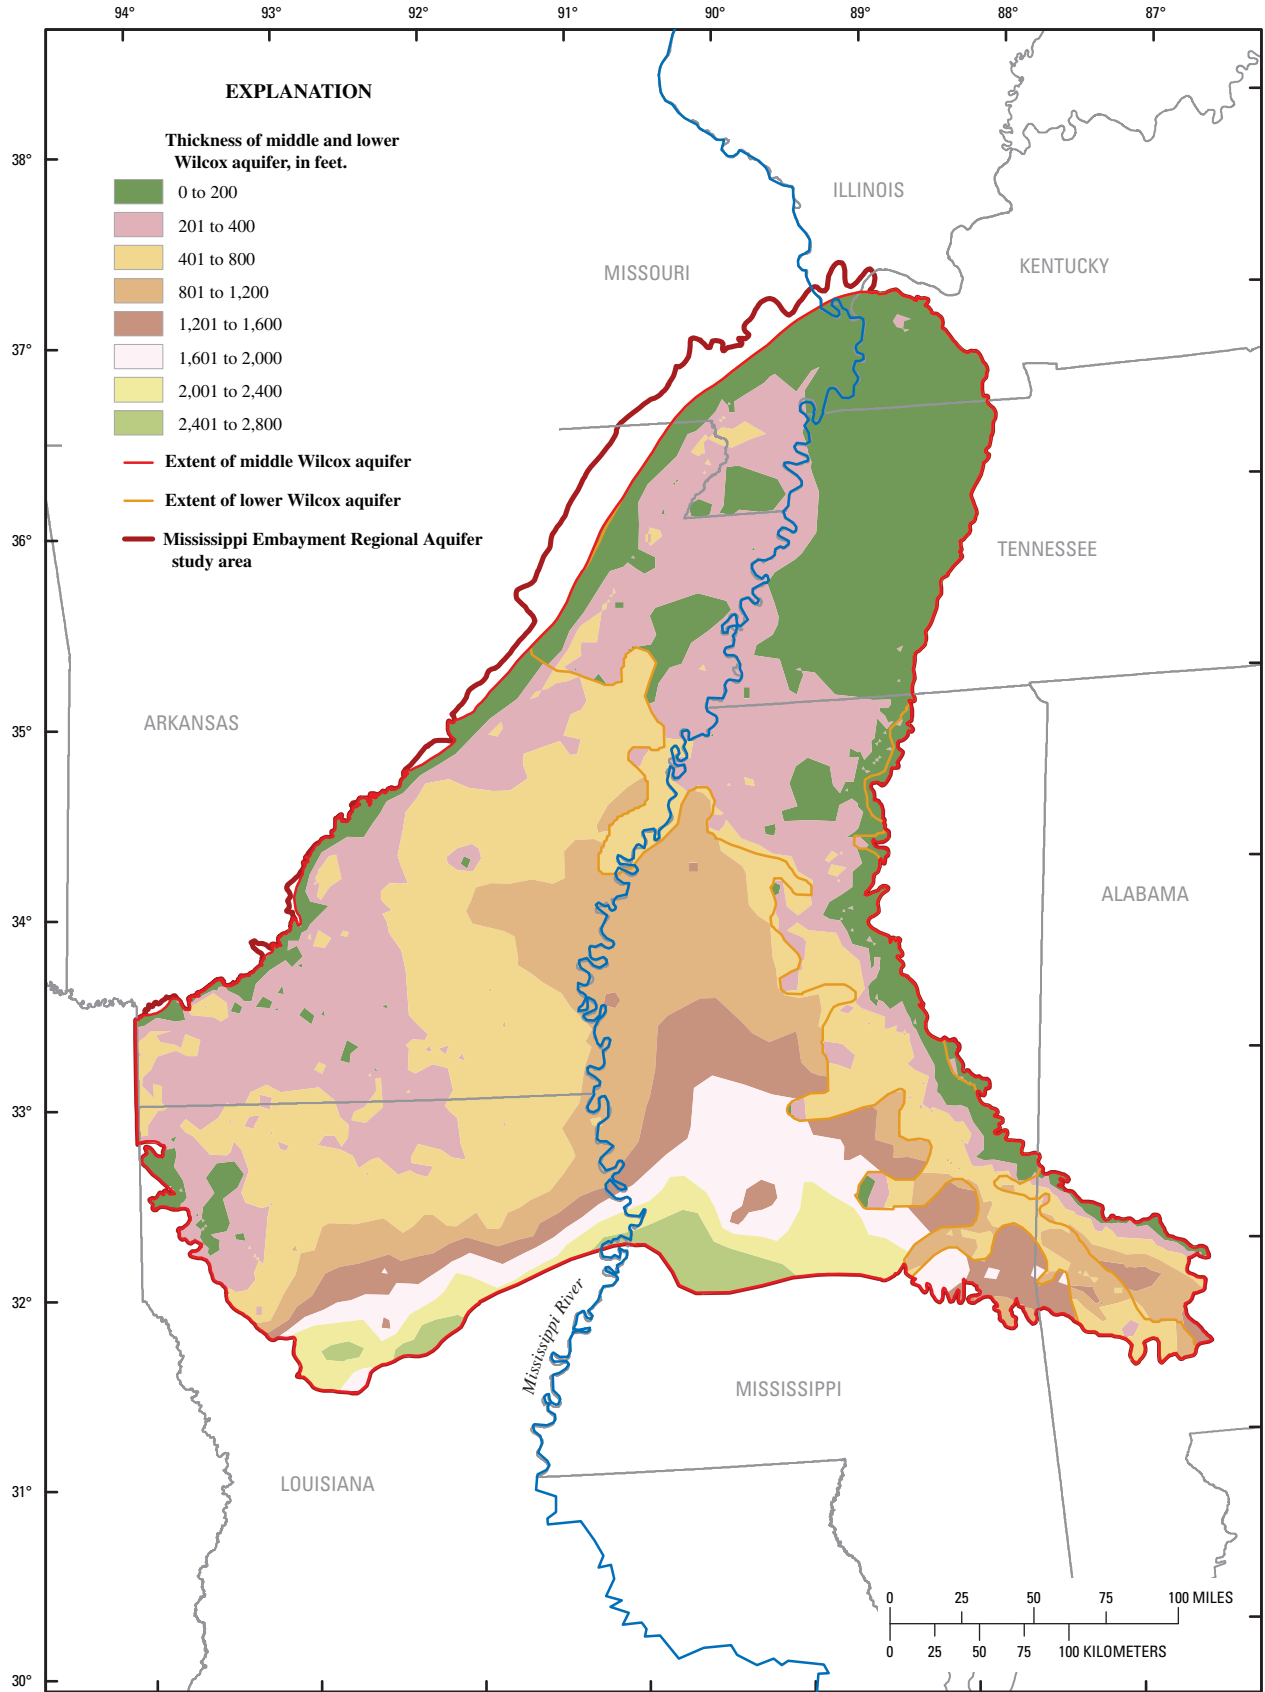 94° 93° 92° 91° 90° 89° 88° 87°
EXPLANATION
Thickness of middle and lower
Wilcox aquifer, in feet.
0 to 200
201 to 400
401 to 800
801 to 1,200
1,201 to 1,600
1,601 to 2,000
2,001 to 2,400
2,401 to 2,800
Extent of middle Wilcox aquifer
Extent of lower Wilcox aquifer
Mississippi Embayment Regional Aquifer
study area
38°
37°
36°
35°
34°
33°
32°
31°
30°
ILLINOIS
MISSOURI
KENTUCKY
TENNESSEE
ARKANSAS
ALABAMA
Mississippi River
MISSISSIPPI
LOUISIANA
0 25 50 75 100 MILES
0 25 50 75 100 KILOMETERS